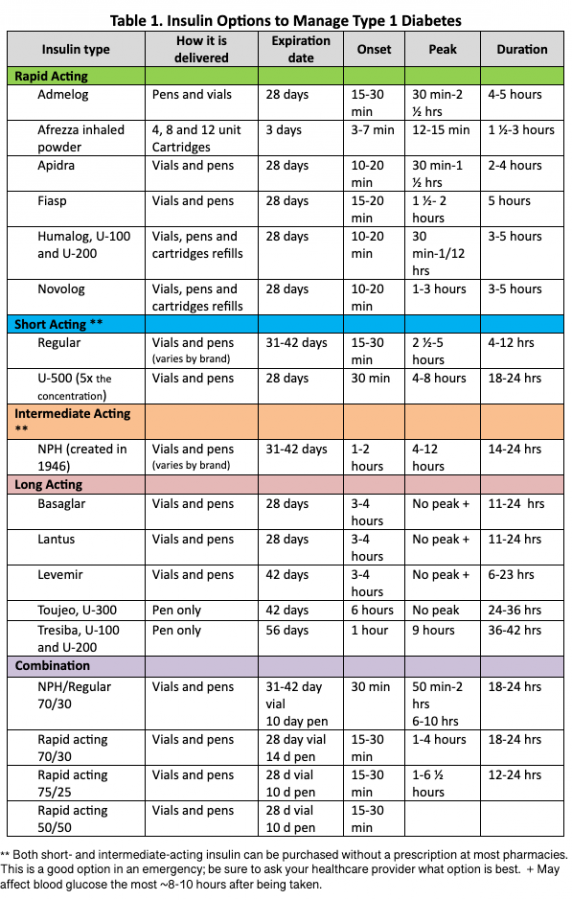 Table 1. Insulin Options to Manage Type 1 Diabetes
Insulin type How it is delivered Expiration date Onset Peak Duration
Rapid Acting
Admelog Pens and vials 28 days 15-30 min 30 min-2 ½ hrs 4-5 hours
Afrezza inhaled powder 4, 8 and 12 unit Cartridges 3 days 3-7 min 12-15 min 1 ½-3 hours
Apidra Vials and pens 28 days 10-20 min 30 min-1 ½ hrs 2-4 hours
Fiasp Vials and pens 28 days 15-20 min 1 ½- 2 hours 5 hours
Humalog, U-100 and U-200 Vials, pens and cartridges refills 28 days 10-20 min 30 min-1/12 hrs 3-5 hours
Novolog Vials, pens and cartridges refills 28 days 10-20 min 1-3 hours 3-5 hours
Short Acting **
Regular Vials and pens (varies by brand) 31-42 days 15-30 min 2 ½-5 hours 4-12 hrs
U-500 (5x the concentration) Vials and pens 28 days 30 min 4-8 hours 18-24 hrs
Intermediate Acting **
NPH (created in 1946) Vials and pens (varies by brand) 31-42 days 1-2 hours 4-12 hours 14-24 hrs
Long Acting
Basaglar Vials and pens 28 days 3-4 hours No peak + 11-24 hrs
Lantus Vials and pens 28 days 3-4 hours No peak + 11-24 hrs
Levemir Vials and pens 42 days 3-4 hours No peak + 6-23 hrs
Toujeo, U-300 Pen only 42 days 6 hours No peak 24-36 hrs
Tresiba, U-100 and U-200 Pen only 56 days 1 hour 9 hours 36-42 hrs
Combination
NPH/Regular 70/30 Vials and pens 31-42 day vial 10 day pen 30 min 50 min-2 hrs 6-10 hrs 18-24 hrs
Rapid acting 70/30 Vials and pens 28 day vial 14 d pen 15-30 min 1-4 hours 18-24 hrs
Rapid acting 75/25 Vials and pens 28 d vial 10 d pen 15-30 min 1-6 ½ hours 12-24 hrs
Rapid acting 50/50 Vials and pens 28 d vial 10 d pen 15-30 min
** Both short- and intermediate-acting insulin can be purchased without a prescription at most pharmacies.
This is a good option in an emergency; be sure to ask your healthcare provider what option is best. + May
affect blood glucose the most ~8-10 hours after being taken.